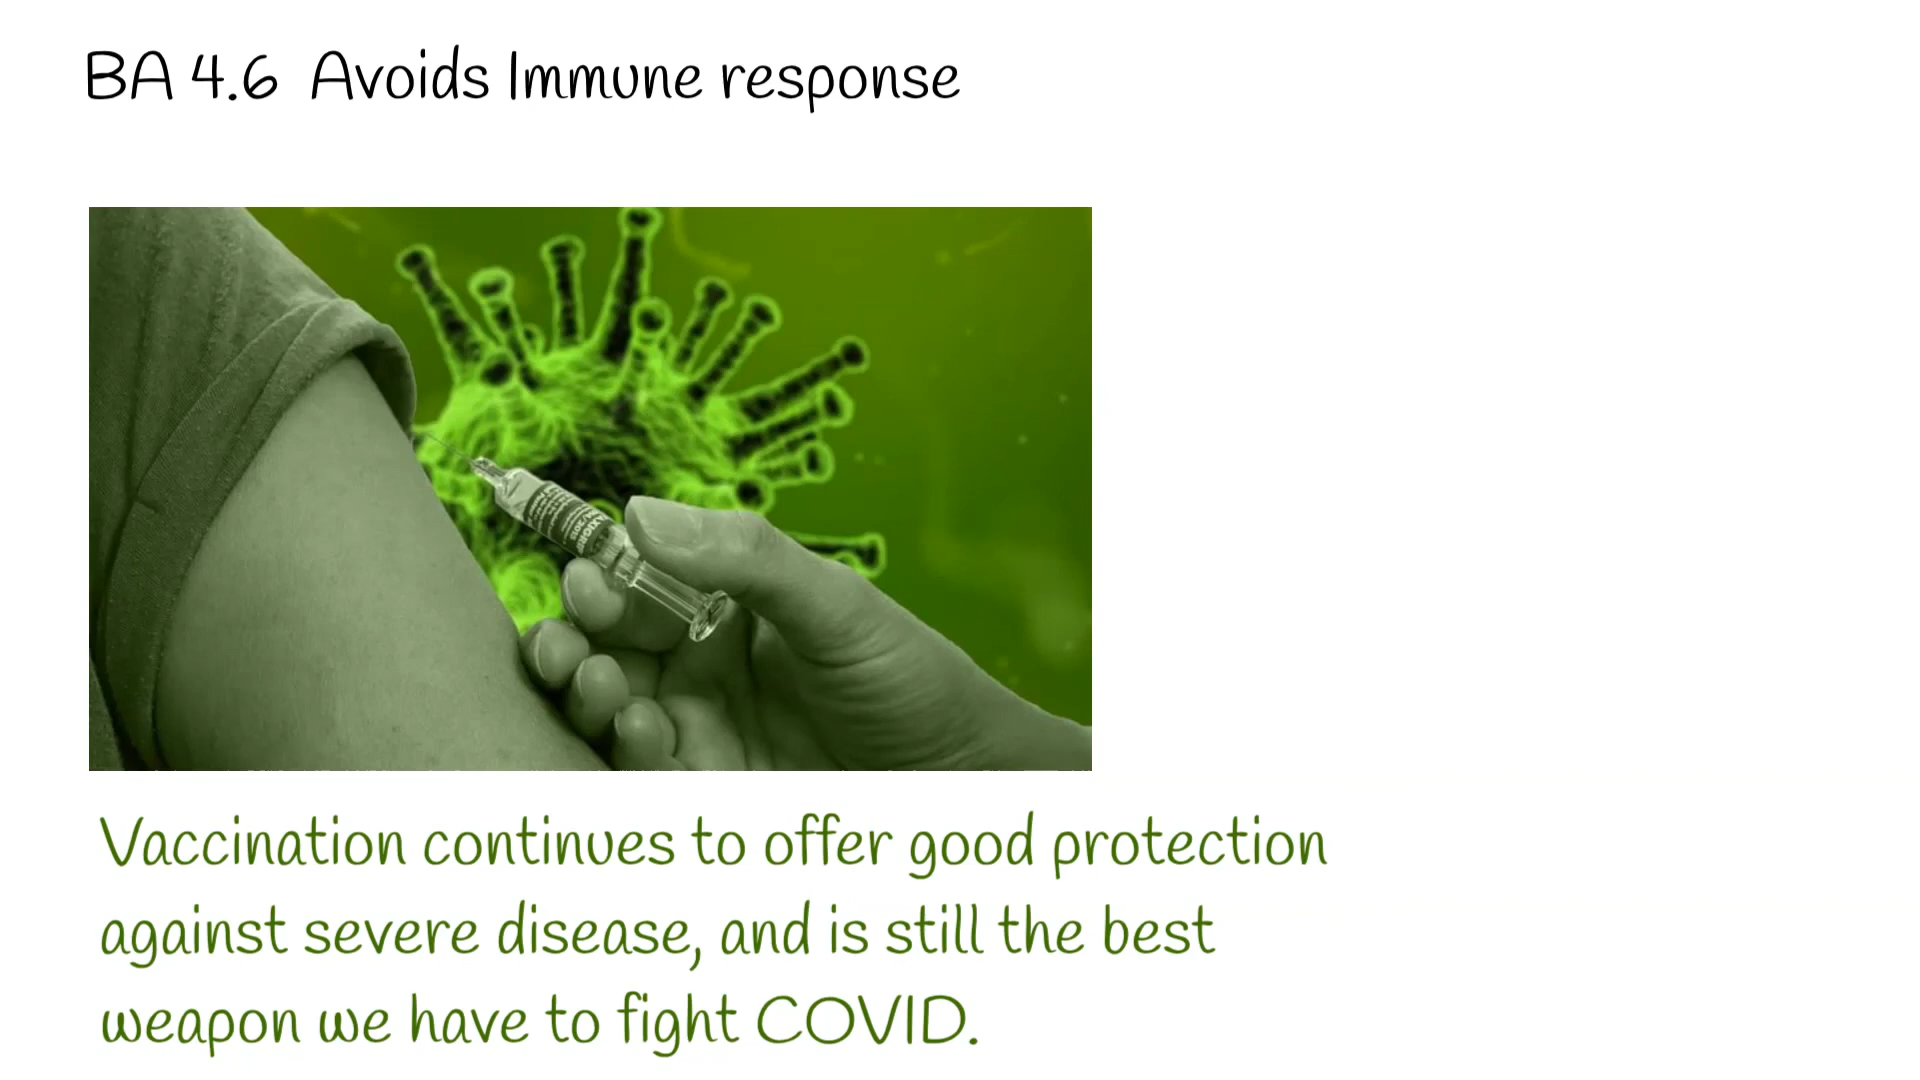 BA 4.6 Avoids Immune response
Vaccination continues to offer good protection
against severe disease, and is still the best
weapon we have to fight COVID.